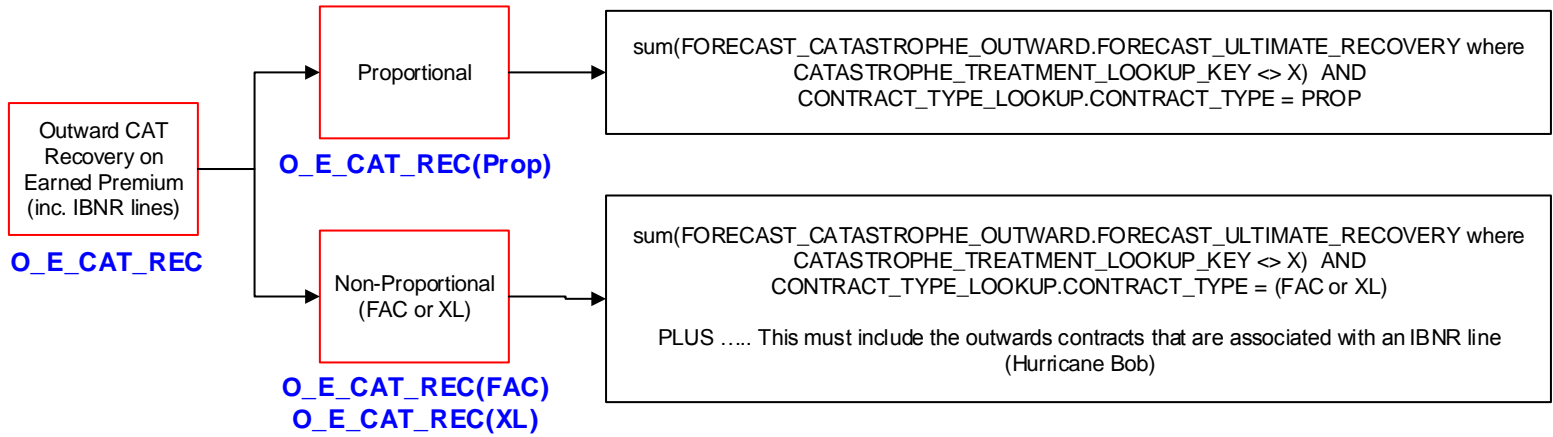 Outward CAT
Recovery on
Earned Premium
(inc. IBNR lines)
O_E_CAT_REC
Proportional
O_E_CAT_REC(Prop)
sum(FORECAST_CATASTROPHE_OUTWARD.FORECAST_ULTIMATE_RECOVERY where
CATASTROPHE_TREATMENT_LOOKUP_KEY <> X) AND
CONTRACT_TYPE_LOOKUP.CONTRACT_TYPE = PROP
Non-Proportional
(FAC or XL)
O_E_CAT_REC(FAC)
O_E_CAT_REC(XL)
sum(FORECAST_CATASTROPHE_OUTWARD.FORECAST_ULTIMATE_RECOVERY where
CATASTROPHE_TREATMENT_LOOKUP_KEY <> X) AND
CONTRACT_TYPE_LOOKUP.CONTRACT_TYPE = (FAC or XL)
PLUS ….. This must include the outwards contracts that are associated with an IBNR line
(Hurricane Bob)